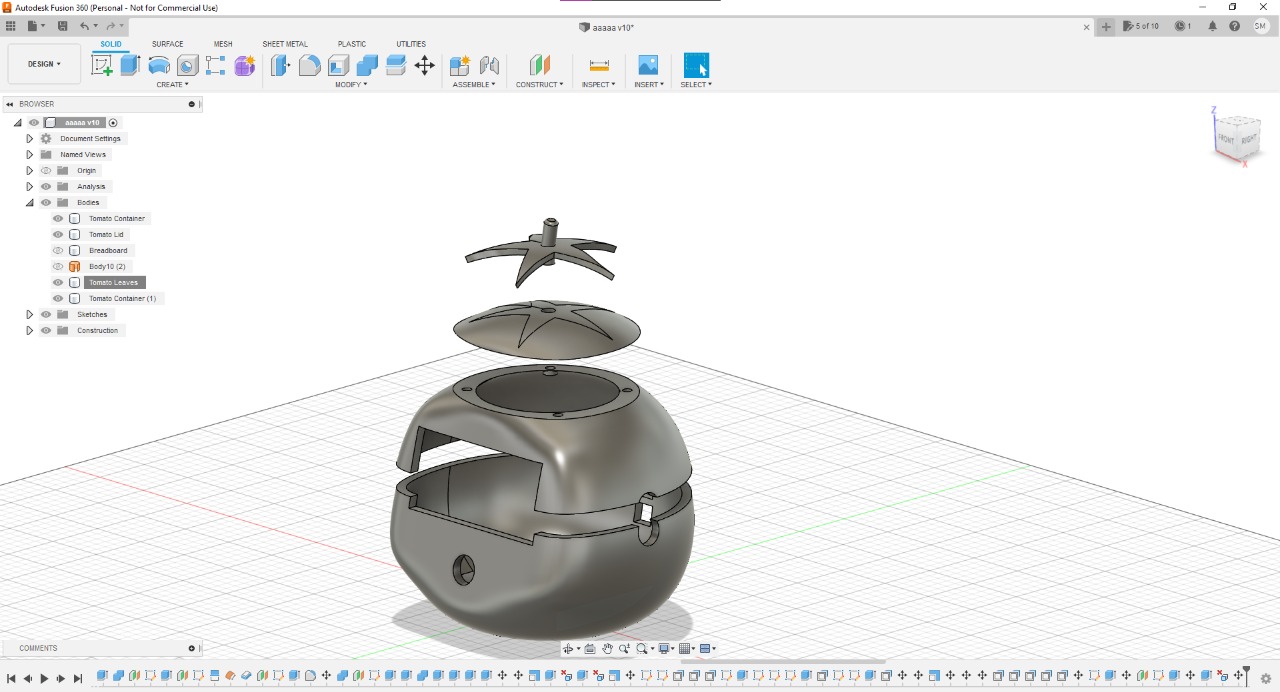 Autodesk Fusion 360 (Personal - Not for Commercial Use)
aaaaa v10*
5 of 10
1
SM
DESIGN
SOLID
SURFACE
MESH
SHEET METAL
PLASTIC
UTILITIES
CREATE
MODIFY
ASSEMBLE
CONSTRUCT
INSPECT
INSERT
SELECT
BROWSER
aaaaa v10
Document Settings
Named Views
Origin
Analysis
Bodies
Tomato Container
Tomato Lid
Breadboard
Body10 (2)
Tomato Leaves
Tomato Container (1)
Sketches
Construction
Z
FRONT
RIGHT
X
COMMENTS